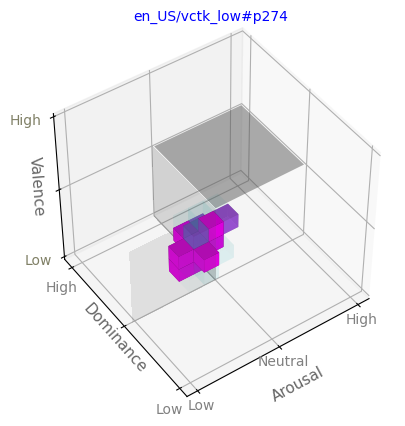 en_US/vctk_low#p274
High
Valence
Low
High
Dominance
Low
Low
Neutral
Arousal
High